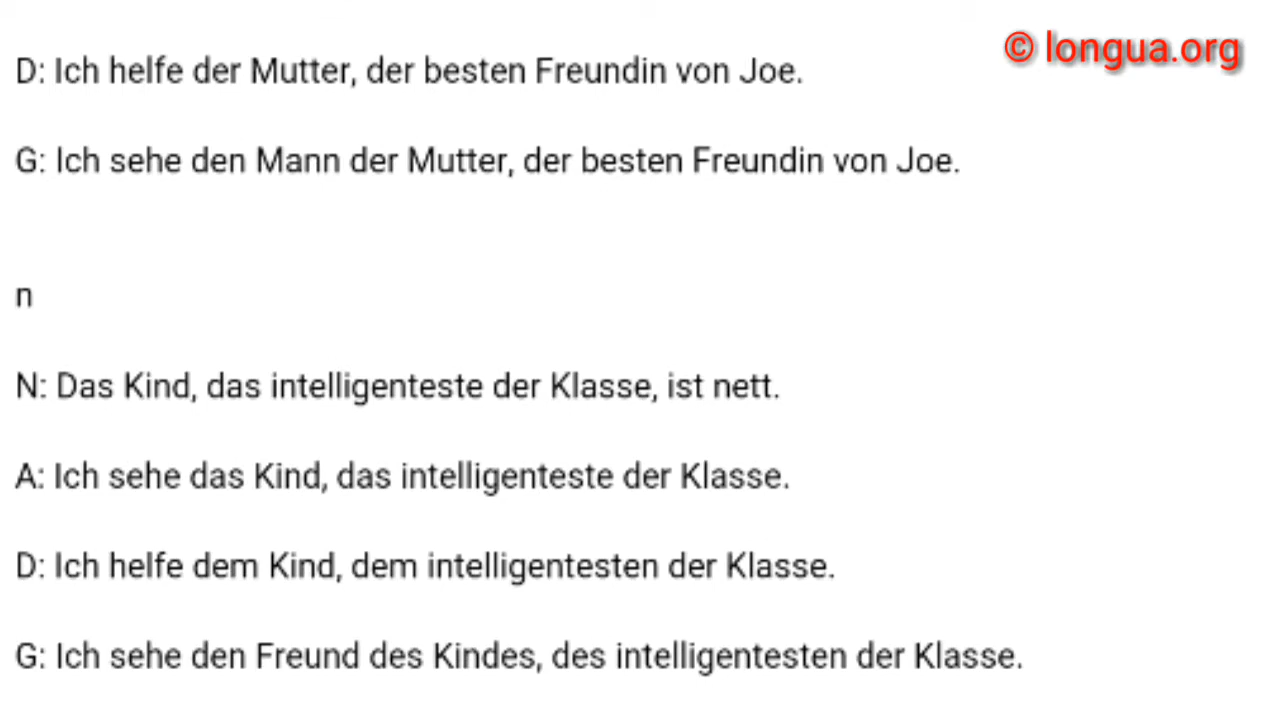 © longua.org
D: Ich helfe der Mutter, der besten Freundin von Joe.
G: Ich sehe den Mann der Mutter, der besten Freundin von Joe.
n
N: Das Kind, das intelligenteste der Klasse, ist nett.
A: Ich sehe das Kind, das intelligenteste der Klasse.
D: Ich helfe dem Kind, dem intelligentesten der Klasse.
G: Ich sehe den Freund des Kindes, des intelligentesten der Klasse.